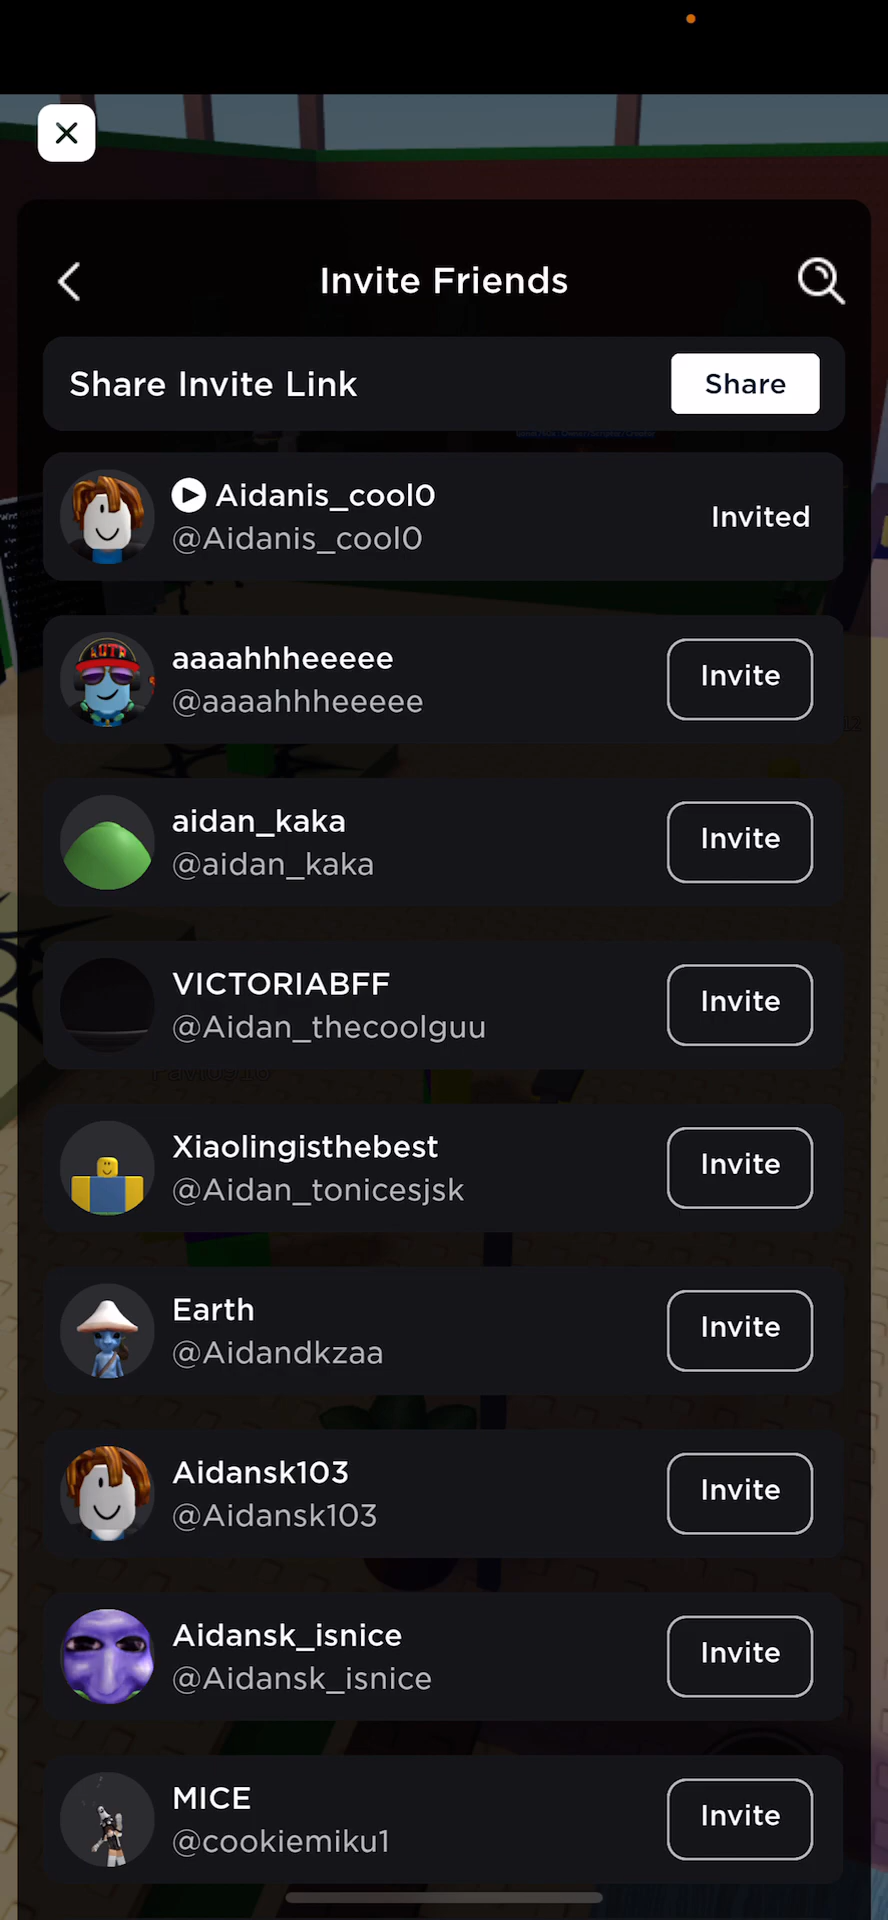 Invite Friends
Share Invite Link
Share
Aidanis_cool0
@Aidanis_cool0
Invited
aaaahhheeeee
@aaaahhheeeee
Invite
aidan_kaka
@aidan_kaka
Invite
VICTORIABFF
@Aidan_thecoolguu
Invite
Xiaolingisthebest
@Aidan_tonicesjsk
Invite
Earth
@Aidandkzaa
Invite
Aidansk103
@Aidansk103
Invite
Aidansk_isnice
@Aidansk_isnice
Invite
MICE
@cookiemiku1
Invite